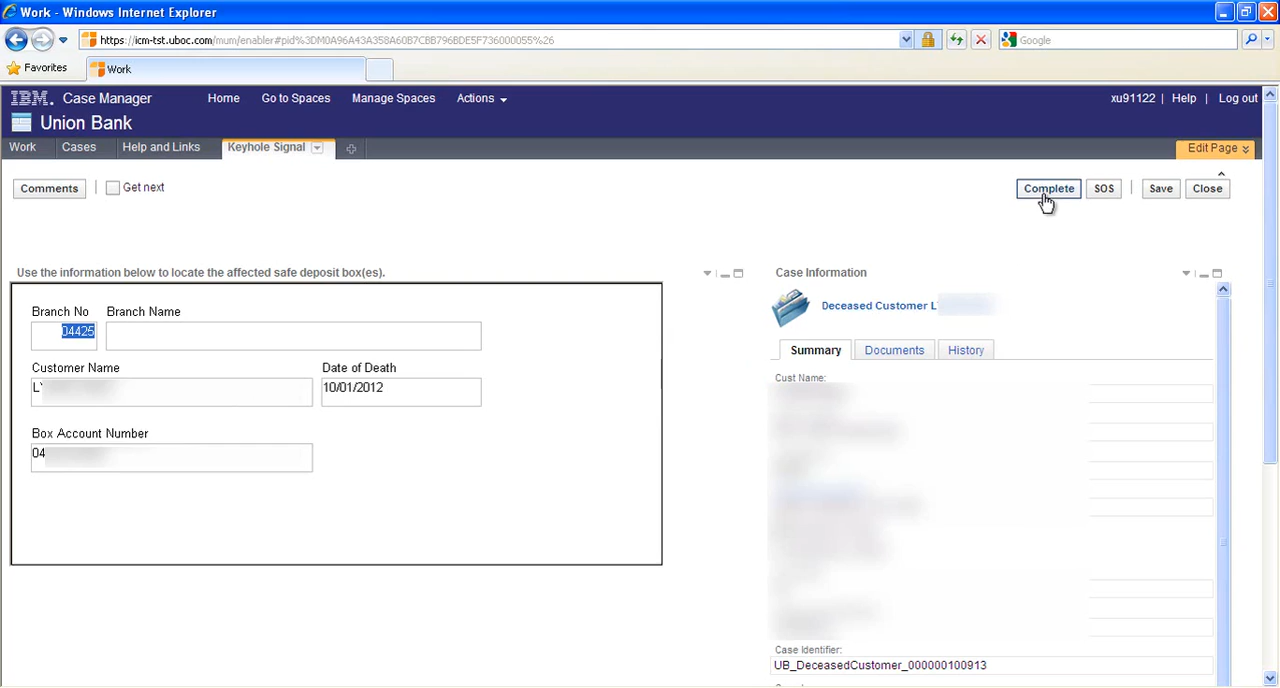 Work - Windows Internet Explorer
https://icm-tst.uboc.com/mum/enabler#pid%3DM0A96A43A358A60B7CBB796BDE5F736000055%26
Google
Favorites
Work
IBM. Case Manager
Home
Go to Spaces
Manage Spaces
Actions
xu91122 | Help | Log out
Union Bank
Work
Cases
Help and Links
Keyhole Signal
Edit Page
Comments
Get next
Complete
SOS
Save
Close
Use the information below to locate the affected safe deposit box(es).
Case Information
Branch No
Branch Name
04425
Customer Name
Date of Death
10/01/2012
Box Account Number
04
Deceased Customer L
Summary
Documents
History
Cust Name:
Case Identifier:
UB_DeceasedCustomer_000000100913